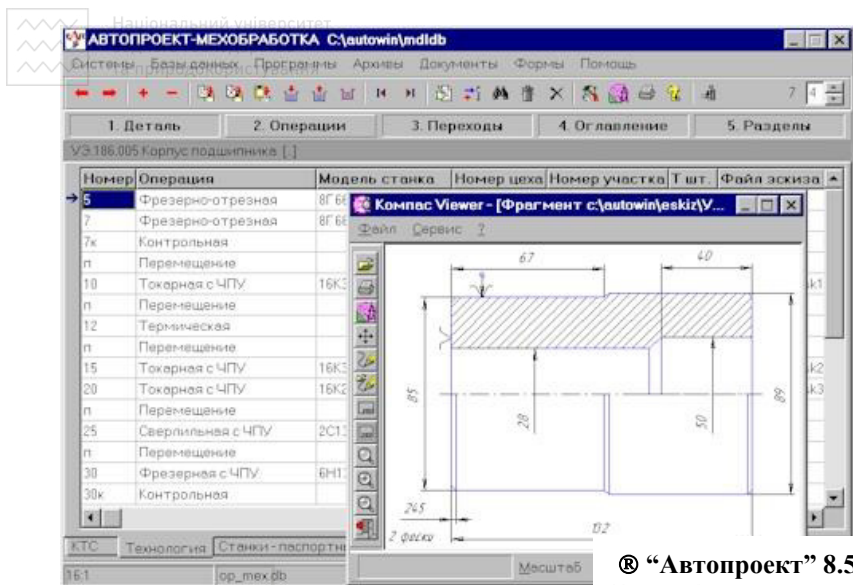 Національний університет
АВТОПРОЕКТ-МЕХОБРАБОТКА C:\autowin\mdldb
Системы Базы данных Программы Архивы Документы Формы Помощь
та природокористування
7 4
1. Деталь 2. Операции 3. Переходы 4. Оглавление 5. Разделы
УЭ.186.005 Корпус подшипника [..]
Номер Операция Модель станка Номер цеха Номер участка Т шт. Файл эскиза
5 Фрезерно-отрезная
7 Фрезерно-отрезная
7к Контрольная
п Перемещение
10 Токарная с ЧПУ
п Перемещение
12 Термическая
п Перемещение
15 Токарная с ЧПУ
20 Токарная с ЧПУ
п Перемещение
25 Сверлильная с ЧПУ
п Перемещение
30 Фрезерная с ЧПУ
30к Контрольная
Компас Viewer - [Фрагмент c:\autowin\eskiz\У...
Файл Сервис ?
67 40
85 28 50 89
2 фаски
КТС Технология
16:1 op_mex.db
Масштаб
® “Автопроект” 8.5